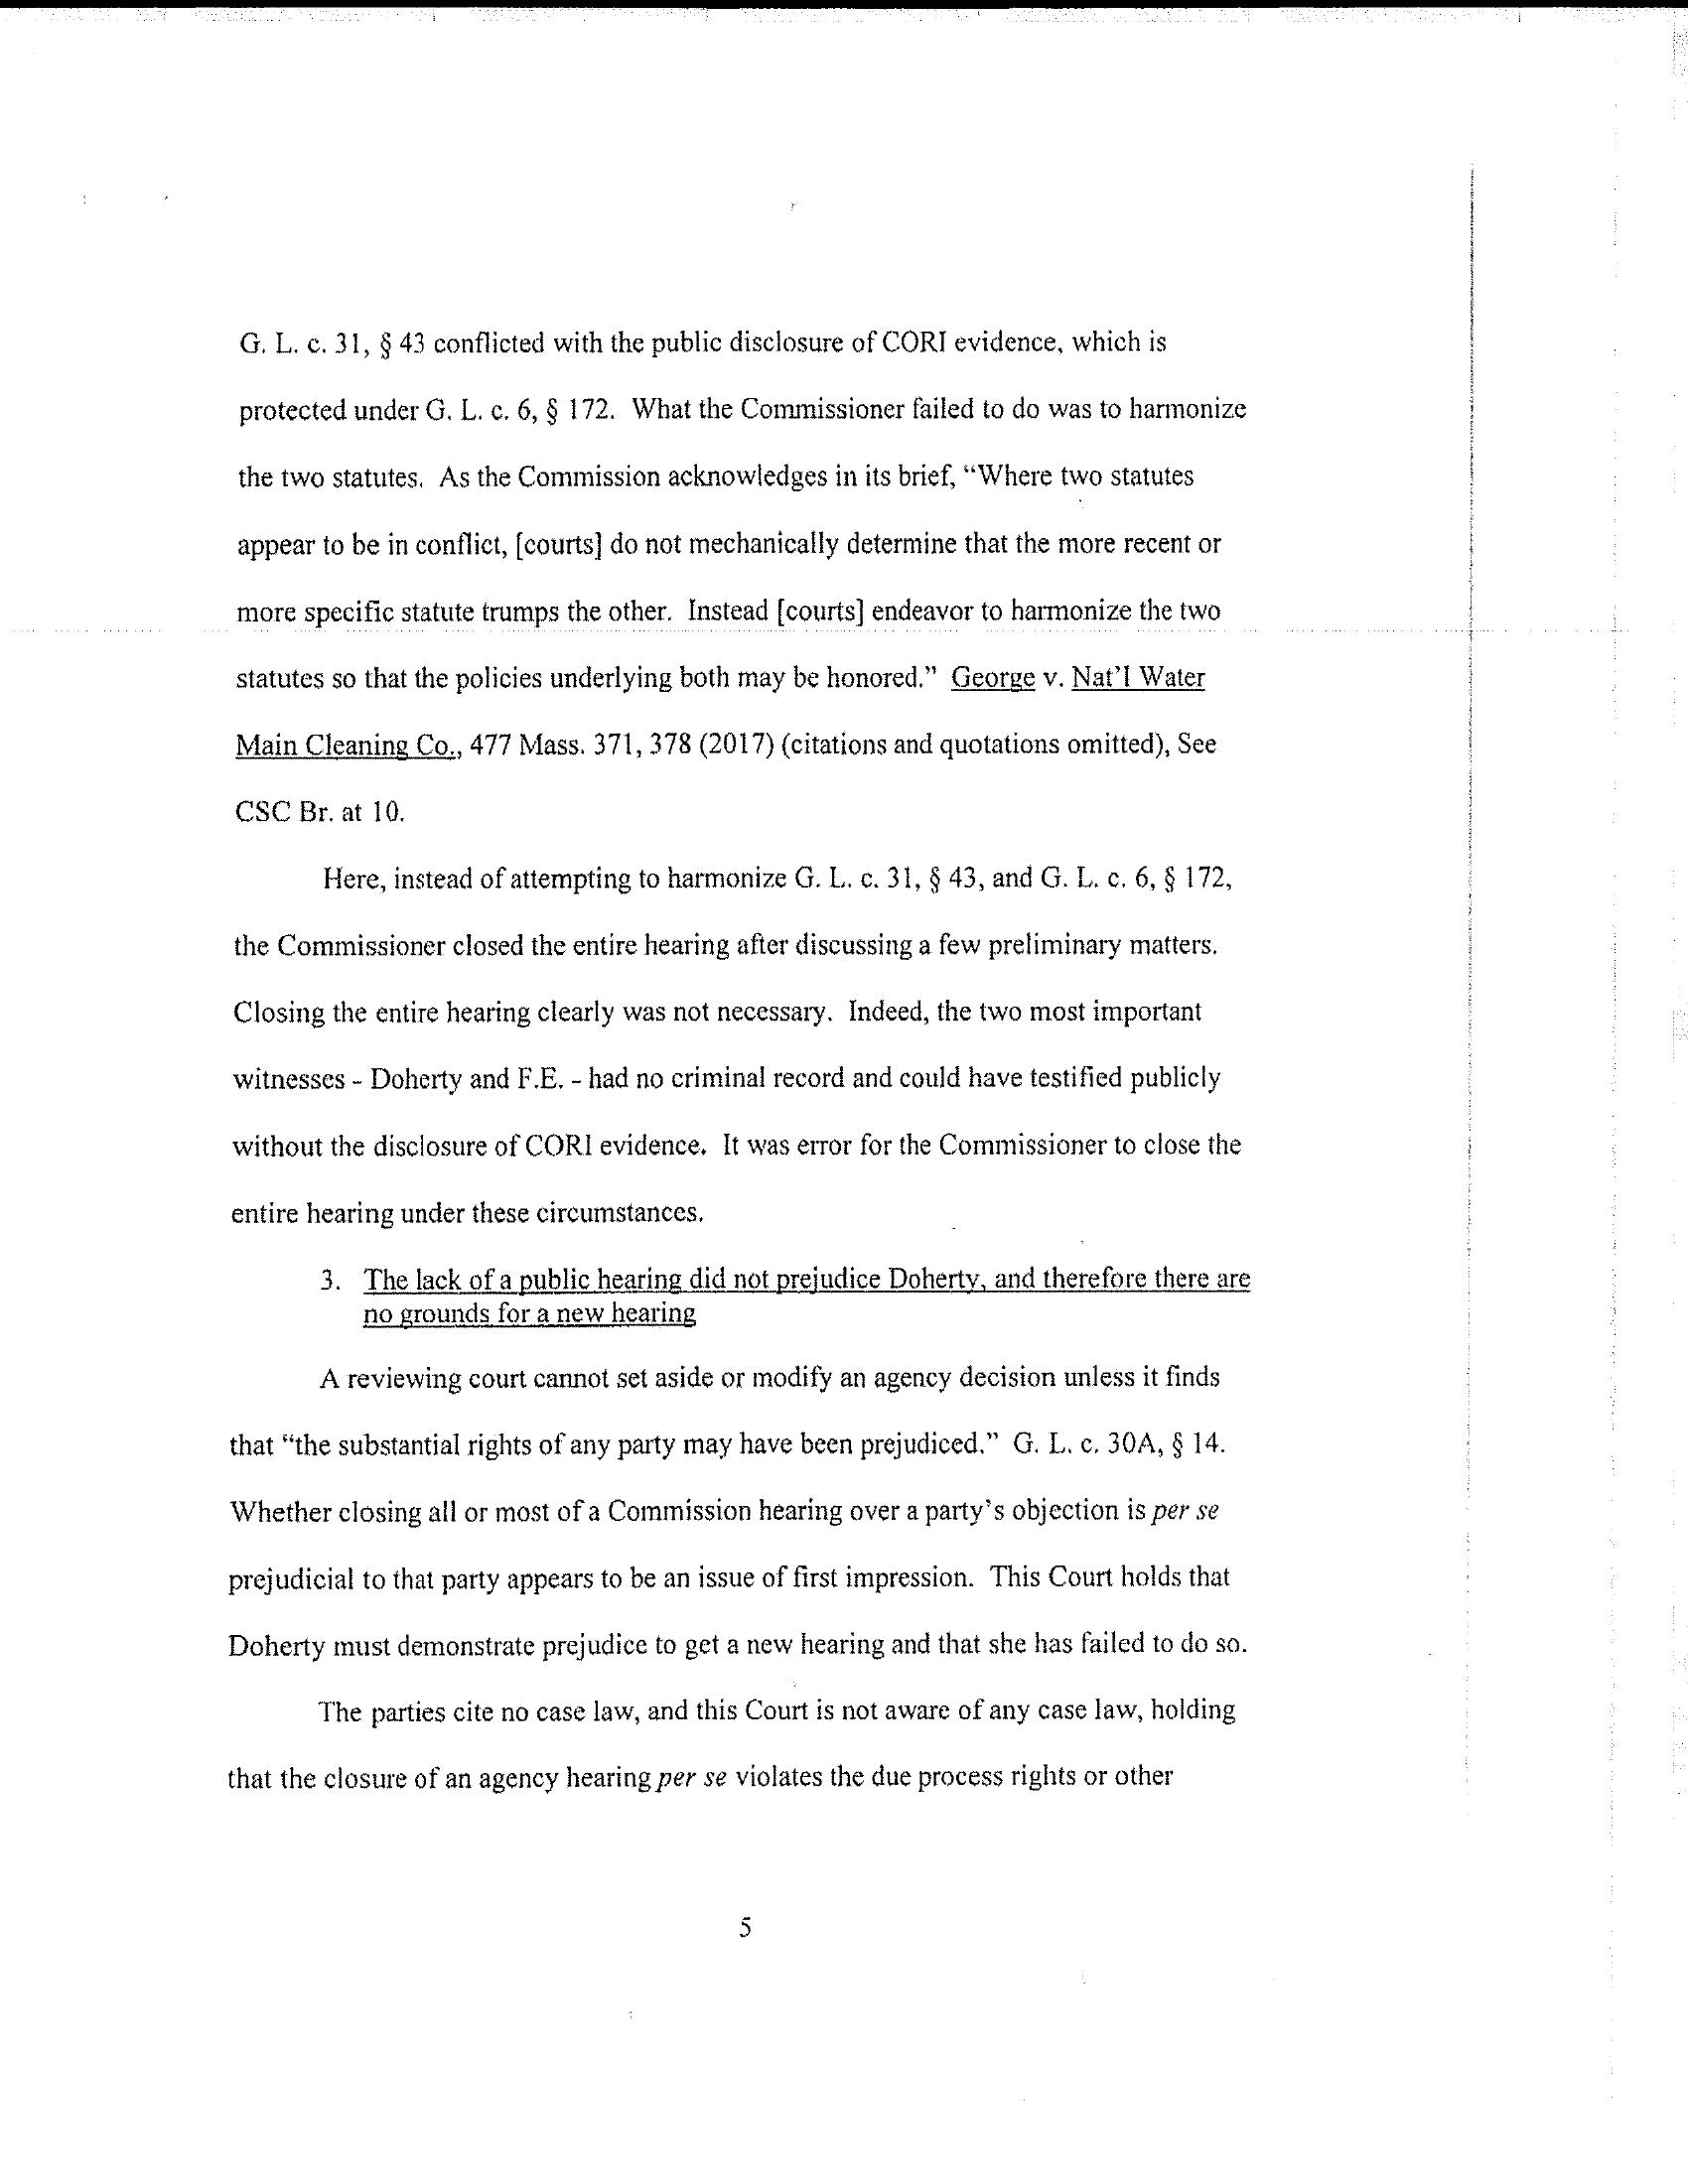 G. L. c. 31, § 43 conflicted with the public disclosure of CORI evidence, which is
protected under G. L. c. 6, § 172. What the Commissioner failed to do was to harmonize
the two statutes. As the Commission acknowledges in its brief, “Where two statutes
appear to be in conflict, [courts] do not mechanically determine that the more recent or
more specific statute trumps the other. Instead [courts] endeavor to harmonize the two
statutes so that the policies underlying both may be honored.” George v. Nat’l Water
Main Cleaning Co., 477 Mass. 371, 378 (2017) (citations and quotations omitted), See
CSC Br. at 10.
Here, instead of attempting to harmonize G. L. c. 31, § 43, and G. L. c. 6, § 172,
the Commissioner closed the entire hearing after discussing a few preliminary matters.
Closing the entire hearing clearly was not necessary. Indeed, the two most important
witnesses - Doherty and F.E. - had no criminal record and could have testified publicly
without the disclosure of CORI evidence. It was error for the Commissioner to close the
entire hearing under these circumstances.
3. The lack of a public hearing did not prejudice Doherty, and therefore there are
no grounds for a new hearing
A reviewing court cannot set aside or modify an agency decision unless it finds
that “the substantial rights of any party may have been prejudiced.” G. L. c. 30A, § 14.
Whether closing all or most of a Commission hearing over a party’s objection is per se
prejudicial to that party appears to be an issue of first impression. This Court holds that
Doherty must demonstrate prejudice to get a new hearing and that she has failed to do so.
The parties cite no case law, and this Court is not aware of any case law, holding
that the closure of an agency hearing per se violates the due process rights or other
5